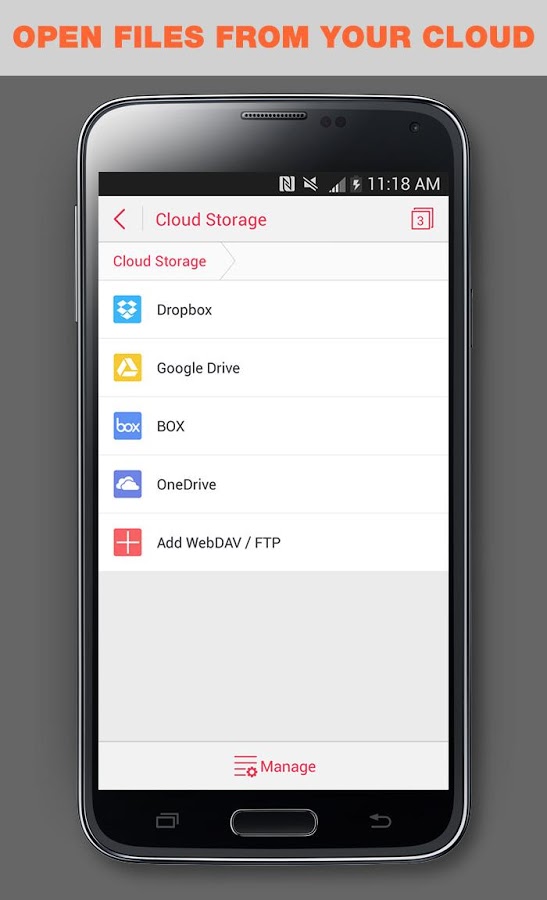 OPEN FILES FROM YOUR CLOUD
11:18 AM
Cloud Storage
3
Cloud Storage
Dropbox
Google Drive
box
BOX
OneDrive
Add WebDAV / FTP
Manage